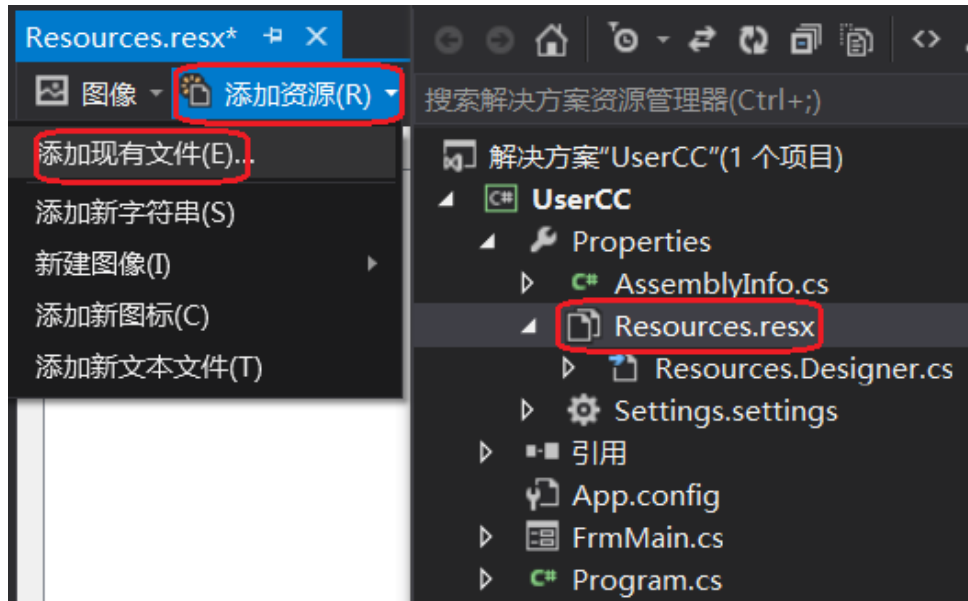 Resources.resx*
图像
添加资源(R)
添加现有文件(E)...
添加新字符串(S)
新建图像(I)
添加新图标(C)
添加新文本文件(T)
搜索解决方案资源管理器(Ctrl+;)
解决方案"UserCC"(1 个项目)
C# UserCC
Properties
C# AssemblyInfo.cs
Resources.resx
Resources.Designer.cs
Settings.settings
引用
App.config
FrmMain.cs
C# Program.cs